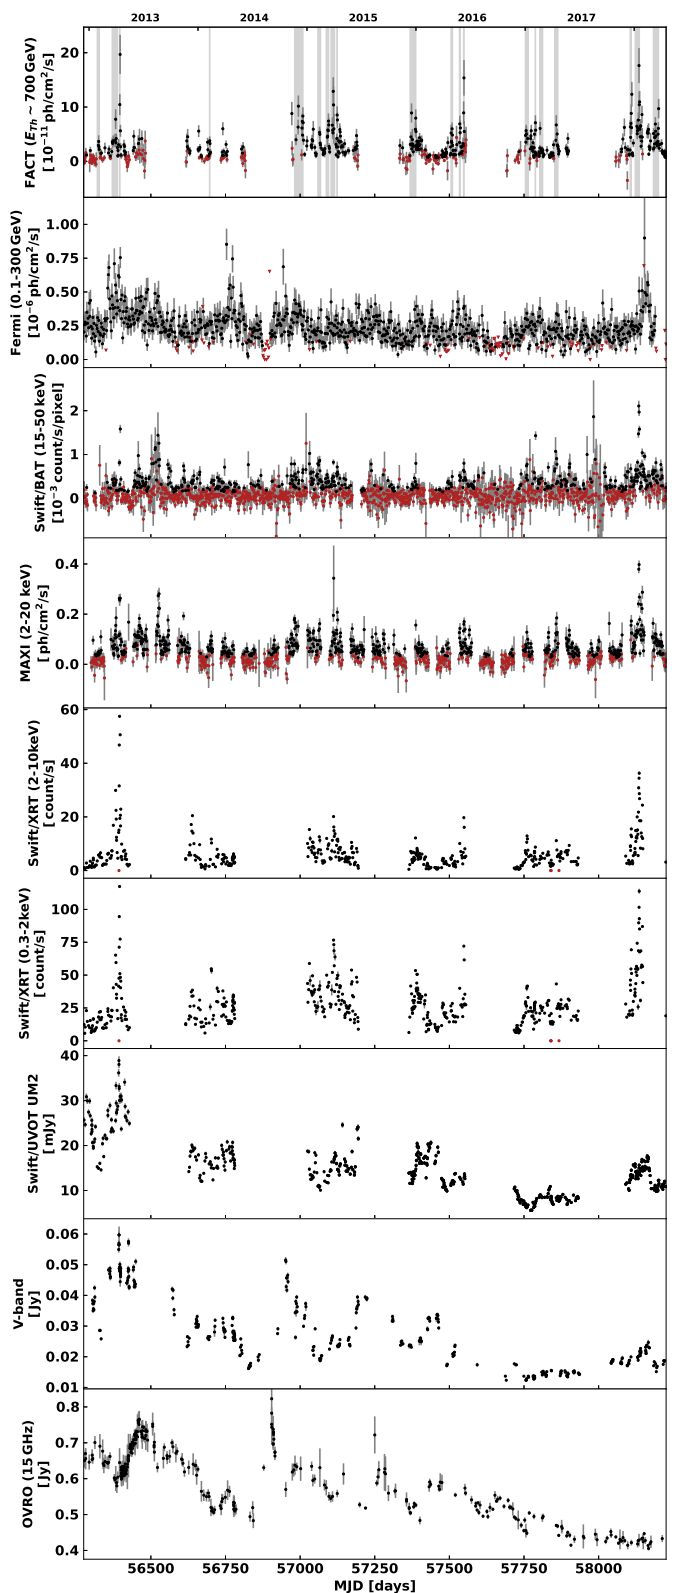 2013 2014 2015 2016 2017
FACT (E_Th ~ 700 GeV)
[10⁻¹¹ ph/cm²/s]
20
10
0
Fermi (0.1-300 GeV)
[10⁻⁶ ph/cm²/s]
1.00
0.75
0.50
0.25
0.00
Swift/BAT (15-50 keV)
[10⁻³ count/s/pixel]
2
1
0
MAXI (2-20 keV)
[ph/cm²/s]
0.4
0.2
0.0
Swift/XRT (2-10keV)
[count/s]
60
40
20
0
Swift/XRT (0.3-2keV)
[count/s]
100
75
50
25
0
Swift/UVOT UM2
[mJy]
40
30
20
10
V-band
[Jy]
0.06
0.05
0.04
0.03
0.02
0.01
OVRO (15 GHz)
[Jy]
0.8
0.7
0.6
0.5
0.4
56500 56750 57000 57250 57500 57750 58000
MJD [days]